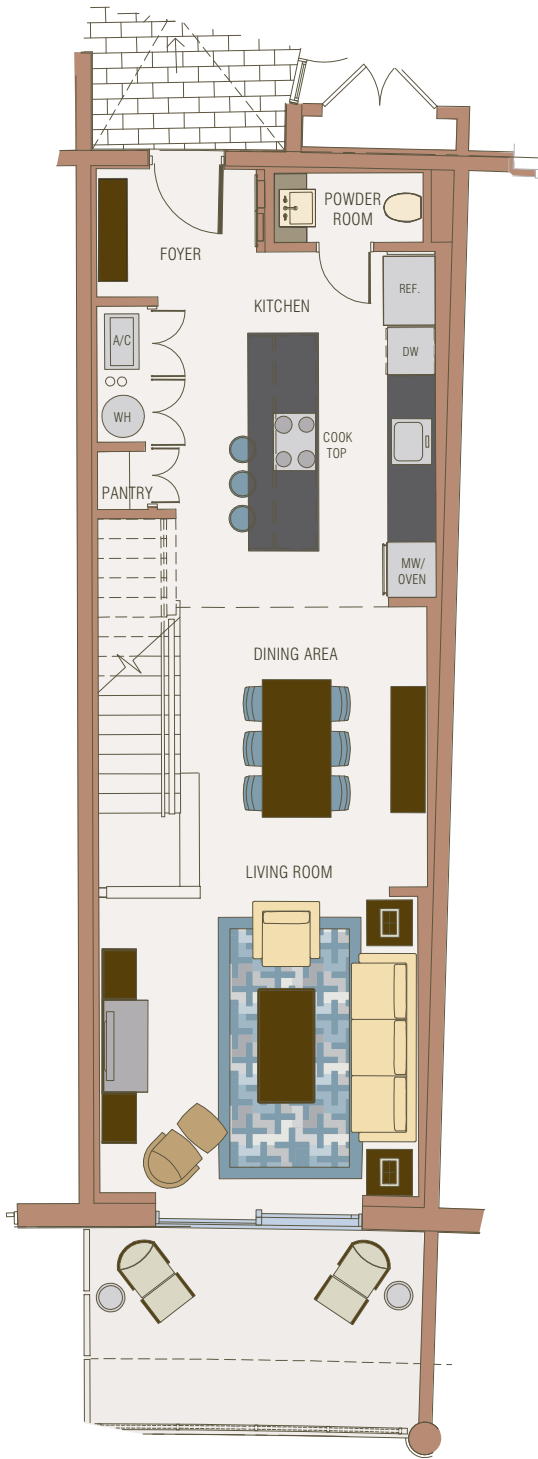 POWDER
ROOM
FOYER
REF.
KITCHEN
A/C
DW
WH
COOK
TOP
PANTRY
MW/
OVEN
DINING AREA
LIVING ROOM